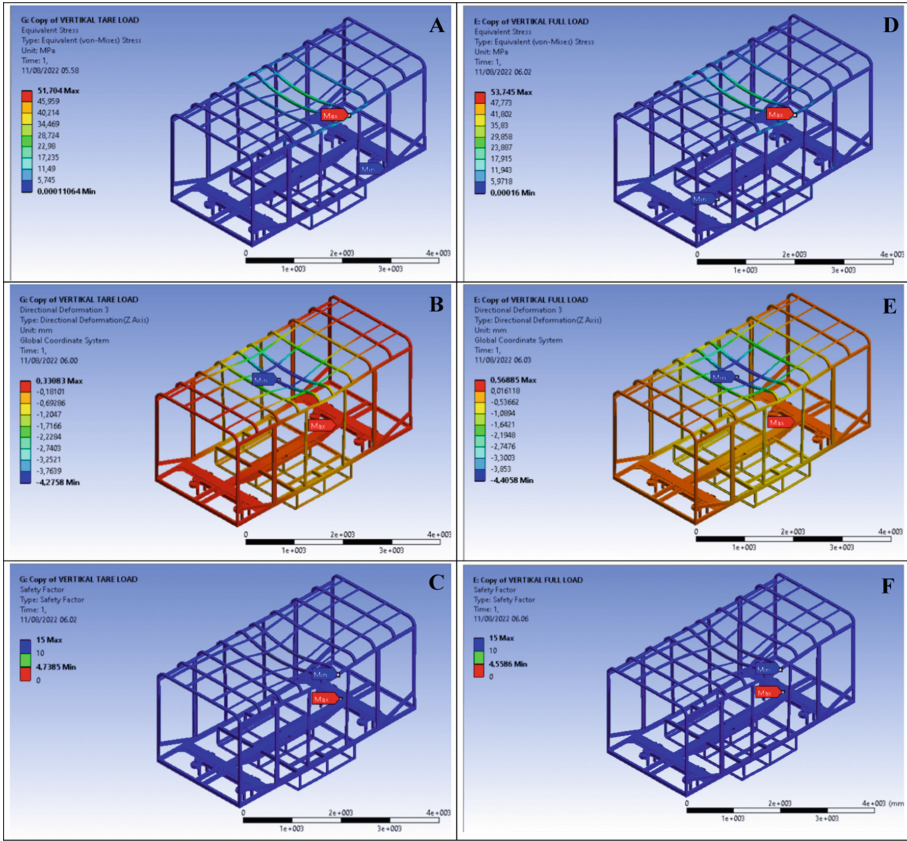 G: Copy of VERTIKAL TARE LOAD
Equivalent Stress
Type: Equivalent (von-Mises) Stress
Unit: MPa
Time: 1,
11/08/2022 05.58
A
51,704 Max
45,959
40,214
34,469
28,724
22,98
17,235
11,49
5,745
0,00011064 Min
Max
Min
0
2e+003
4e+003
1e+003
3e+003
E: Copy of VERTIKAL FULL LOAD
Equivalent Stress
Type: Equivalent (von-Mises) Stress
Unit: MPa
Time: 1,
11/08/2022 06.02
D
53,745 Max
47,773
41,802
35,83
29,858
23,887
17,915
11,943
5,9718
0,00016 Min
Max
Min
0
2e+003
4e+003
1e+003
3e+003
G: Copy of VERTIKAL TARE LOAD
Directional Deformation 3
Type: Directional Deformation(Z Axis)
Unit: mm
Global Coordinate System
Time: 1,
11/08/2022 06.00
B
0,33083 Max
-0,18101
-0,69286
-1,2047
-1,7166
-2,2284
-2,7403
-3,2521
-3,7639
-4,2758 Min
Min
Max
0
2e+003
4e+003
1e+003
3e+003
E: Copy of VERTIKAL FULL LOAD
Directional Deformation 3
Type: Directional Deformation(Z Axis)
Unit: mm
Global Coordinate System
Time: 1,
11/08/2022 06.03
E
0,56885 Max
0,016118
-0,53662
-1,0894
-1,6421
-2,1948
-2,7476
-3,3003
-3,853
-4,4058 Min
Min
Max
0
2e+003
4e+003
1e+003
3e+003
G: Copy of VERTIKAL TARE LOAD
Safety Factor
Type: Safety Factor
Time: 1,
11/08/2022 06.02
C
15 Max
10
4,7385 Min
0
Min
Max
0
2e+003
4e+003
1e+003
3e+003
E: Copy of VERTIKAL FULL LOAD
Safety Factor
Type: Safety Factor
Time: 1,
11/08/2022 06.06
F
15 Max
10
4,5586 Min
0
Min
Max
0
2e+003
4e+003 (mm
1e+003
3e+003